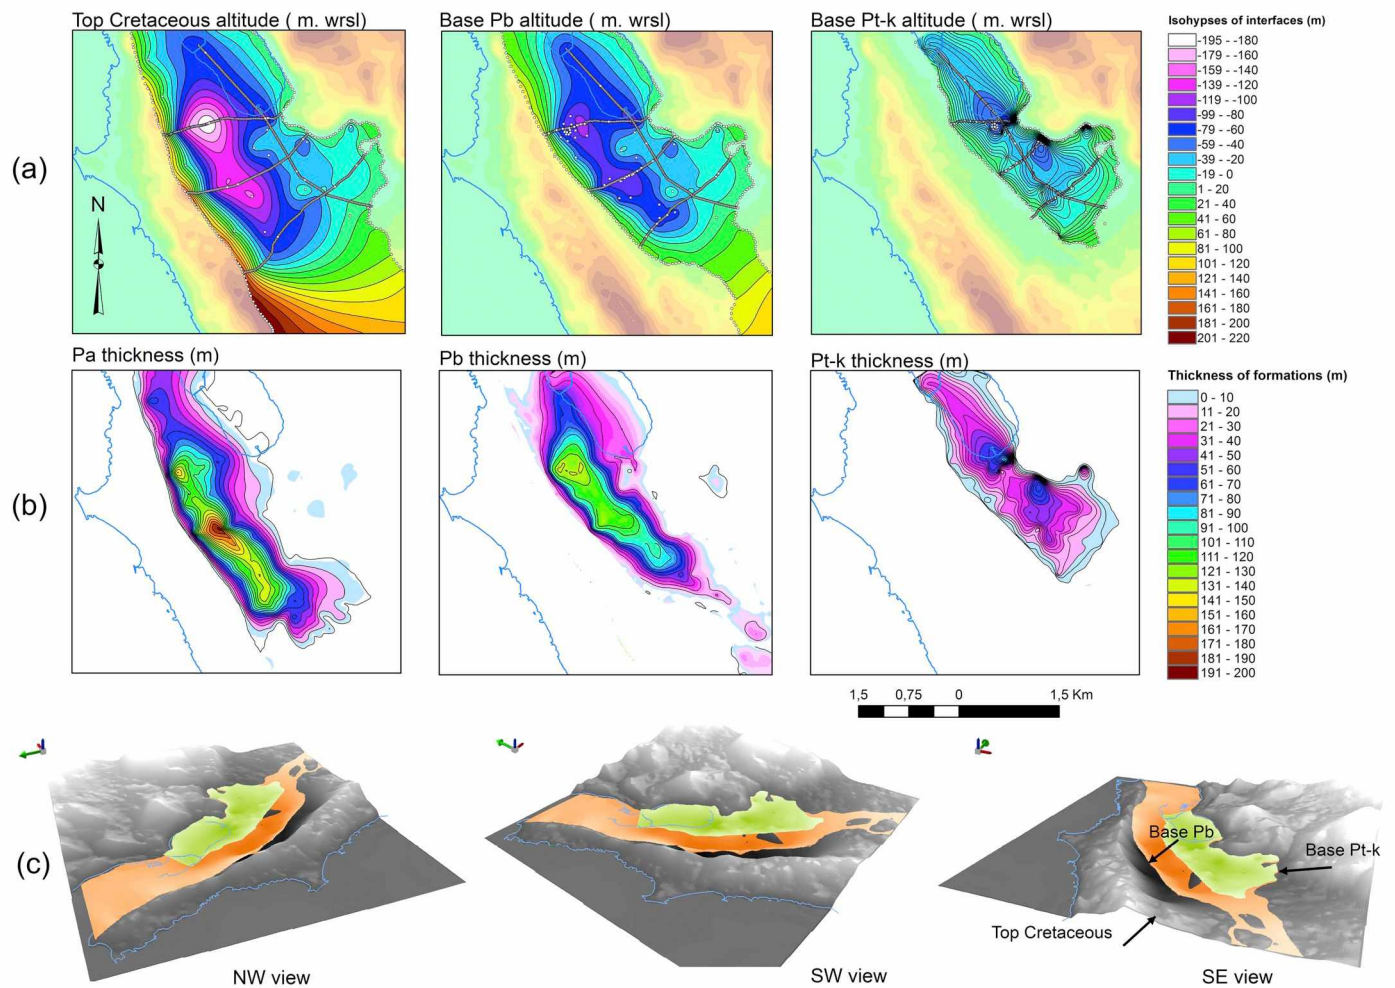 Top Cretaceous altitude ( m. wrsl)
Base Pb altitude ( m. wrsl)
Base Pt-k altitude ( m. wrsl)
Isohypses of interfaces (m)
-195 - -180
-179 - -160
-159 - -140
-139 - -120
-119 - -100
-99 - -80
-79 - -60
-59 - -40
-39 - -20
-19 - 0
1 - 20
21 - 40
41 - 60
61 - 80
81 - 100
101 - 120
121 - 140
141 - 160
161 - 180
181 - 200
201 - 220
(a)
N
Pa thickness (m)
Pb thickness (m)
Pt-k thickness (m)
Thickness of formations (m)
0 - 10
11 - 20
21 - 30
31 - 40
41 - 50
51 - 60
61 - 70
71 - 80
81 - 90
91 - 100
101 - 110
111 - 120
121 - 130
131 - 140
141 - 150
151 - 160
161 - 170
171 - 180
181 - 190
191 - 200
(b)
1,5 0,75 0 1,5 Km
(c)
Base Pb
Base Pt-k
Top Cretaceous
NW view
SW view
SE view